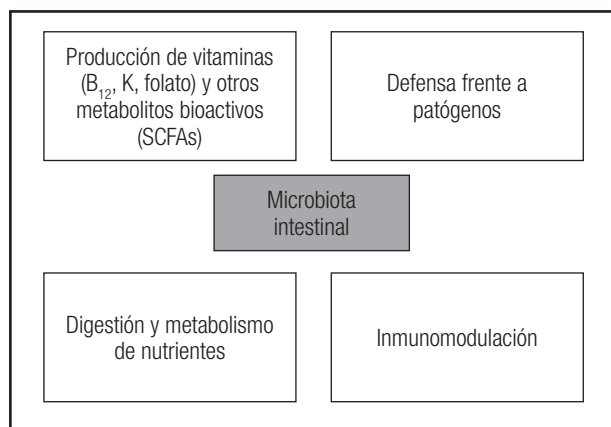 Producción de vitaminas
(B12, K, folato) y otros
metabolitos bioactivos
(SCFAs)
Defensa frente a
patógenos
Microbiota
intestinal
Digestión y metabolismo
de nutrientes
Inmunomodulación